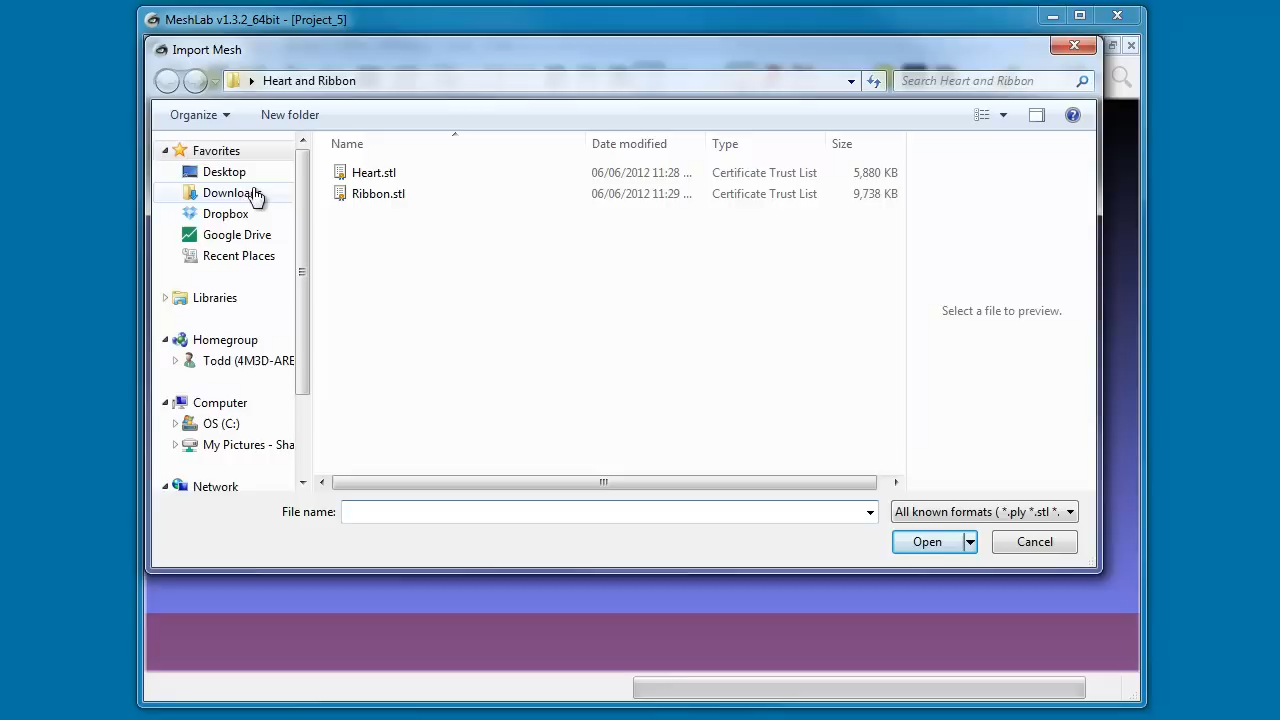 MeshLab v1.3.2_64bit - [Project_5]
Import Mesh
Heart and Ribbon
Search Heart and Ribbon
Organize
New folder
Name
Date modified
Type
Size
Favorites
Desktop
Downloads
Dropbox
Google Drive
Recent Places
Libraries
Homegroup
Todd (4M3D-ARE
Computer
OS (C:)
My Pictures - Sha
Network
Heart.stl
06/06/2012 11:28 ...
Certificate Trust List
5,880 KB
Ribbon.stl
06/06/2012 11:29 ...
Certificate Trust List
9,738 KB
Select a file to preview.
File name:
All known formats ( *.ply *.stl *.
Open
Cancel